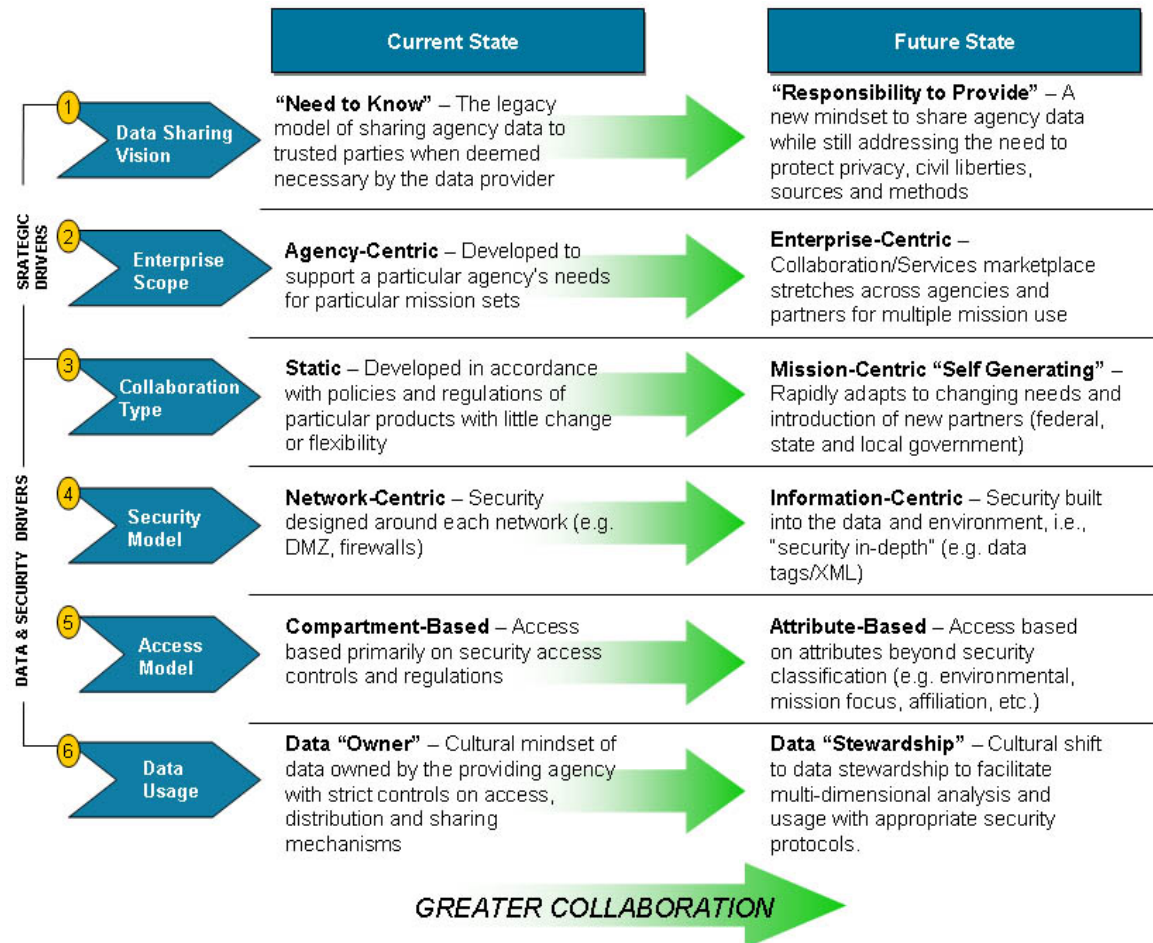 Current State
Future State
1
Data Sharing
Vision
“Need to Know” – The legacy
model of sharing agency data to
trusted parties when deemed
necessary by the data provider
“Responsibility to Provide” – A
new mindset to share agency data
while still addressing the need to
protect privacy, civil liberties,
sources and methods
SRATEGIC
DRIVERS
2
Enterprise
Scope
Agency-Centric – Developed to
support a particular agency’s needs
for particular mission sets
Enterprise-Centric –
Collaboration/Services marketplace
stretches across agencies and
partners for multiple mission use
3
Collaboration
Type
Static – Developed in accordance
with policies and regulations of
particular products with little change
or flexibility
Mission-Centric “Self Generating” –
Rapidly adapts to changing needs and
introduction of new partners (federal,
state and local government)
DATA & SECURITY DRIVERS
4
Security
Model
Network-Centric – Security
designed around each network (e.g.
DMZ, firewalls)
Information-Centric – Security built
into the data and environment, i.e.,
"security in-depth" (e.g. data
tags/XML)
5
Access
Model
Compartment-Based – Access
based primarily on security access
controls and regulations
Attribute-Based – Access based
on attributes beyond security
classification (e.g. environmental,
mission focus, affiliation, etc.)
6
Data
Usage
Data “Owner” – Cultural mindset of
data owned by the providing agency
with strict controls on access,
distribution and sharing
mechanisms
Data “Stewardship” – Cultural shift
to data stewardship to facilitate
multi-dimensional analysis and
usage with appropriate security
protocols.
GREATER COLLABORATION